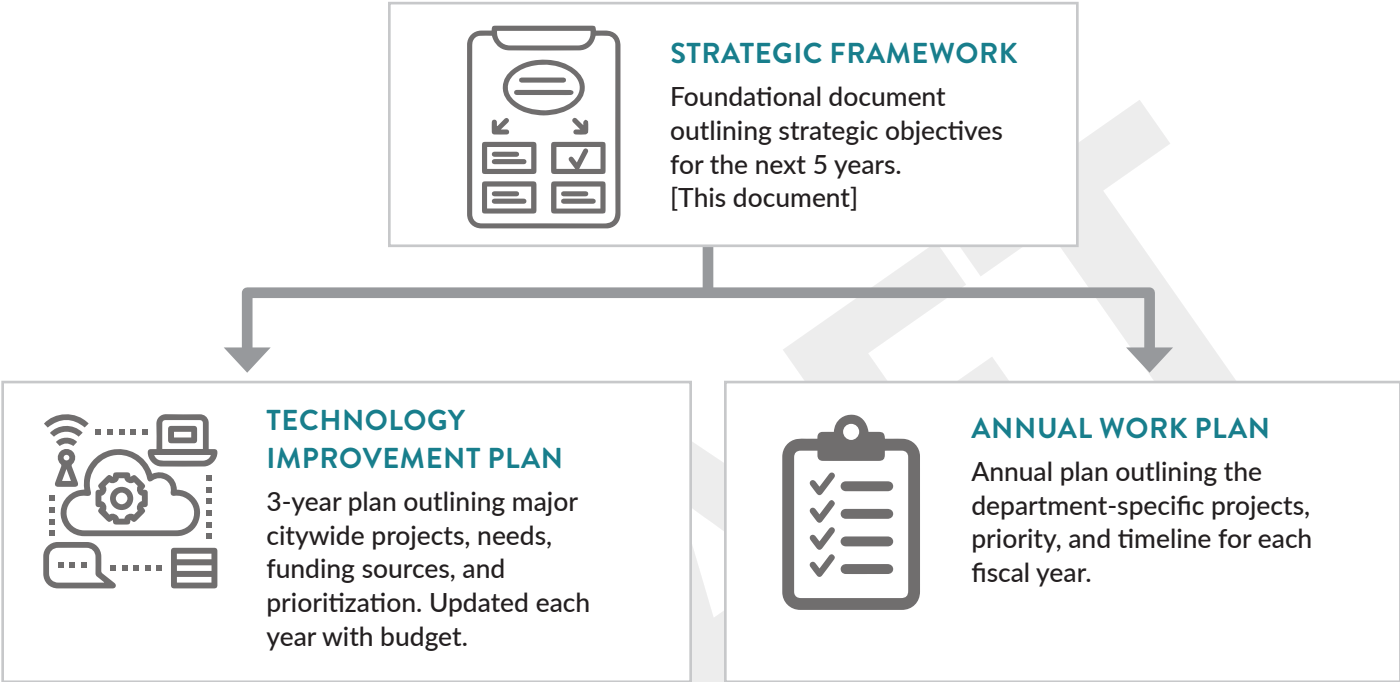 STRATEGIC FRAMEWORK
Foundational document
outlining strategic objectives
for the next 5 years.
[This document]
TECHNOLOGY
IMPROVEMENT PLAN
3-year plan outlining major
citywide projects, needs,
funding sources, and
prioritization. Updated each
year with budget.
ANNUAL WORK PLAN
Annual plan outlining the
department-specific projects,
priority, and timeline for each
fiscal year.